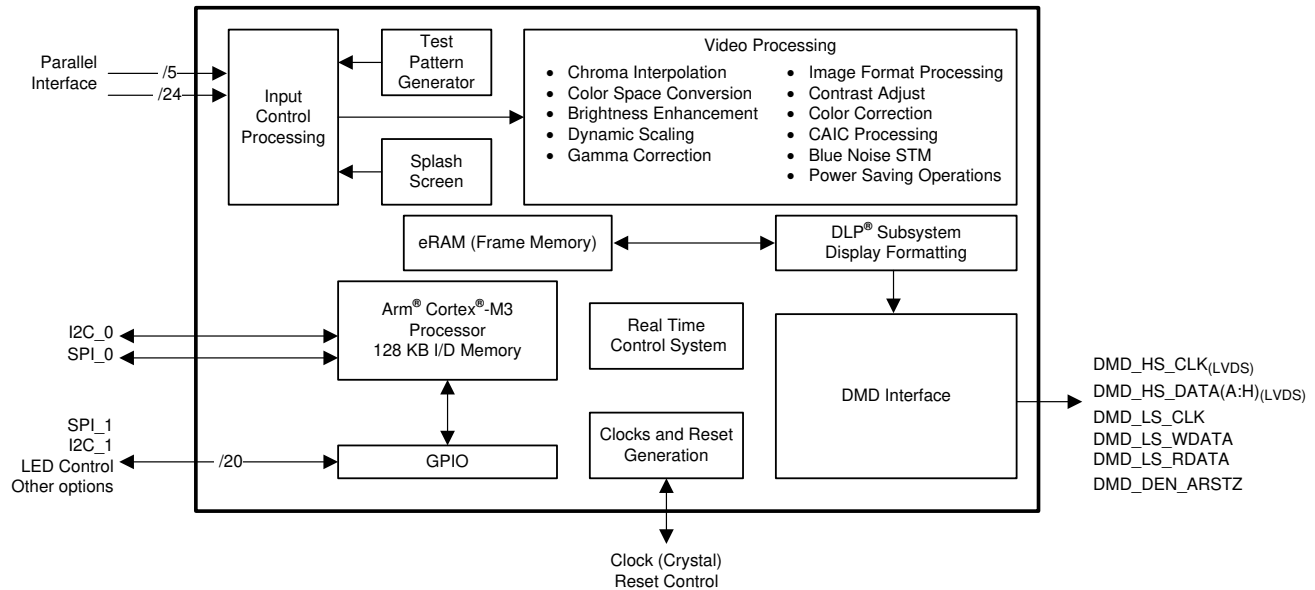 Parallel
Interface
/5
/24
Input
Control
Processing
Test
Pattern
Generator
Splash
Screen
Video Processing
• Chroma Interpolation
• Color Space Conversion
• Brightness Enhancement
• Dynamic Scaling
• Gamma Correction
• Image Format Processing
• Contrast Adjust
• Color Correction
• CAIC Processing
• Blue Noise STM
• Power Saving Operations
eRAM (Frame Memory)
DLP® Subsystem
Display Formatting
I2C_0
SPI_0
Arm® Cortex®-M3
Processor
128 KB I/D Memory
Real Time
Control System
DMD Interface
DMD_HS_CLK(LVDS)
DMD_HS_DATA(A:H)(LVDS)
DMD_LS_CLK
DMD_LS_WDATA
DMD_LS_RDATA
DMD_DEN_ARSTZ
SPI_1
I2C_1
LED Control
Other options
/20
GPIO
Clocks and Reset
Generation
Clock (Crystal)
Reset Control